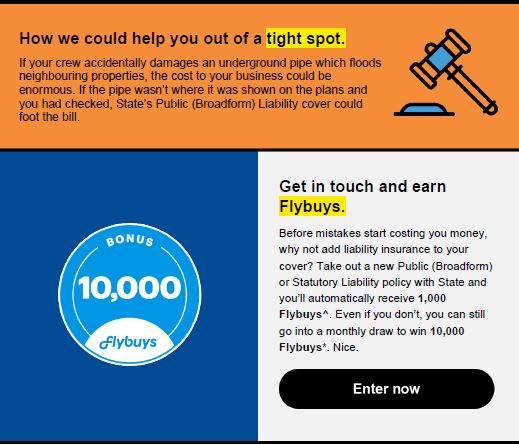 How we could help you out of a tight spot.
If your crew accidentally damages an underground pipe which floods
neighbouring properties, the cost to your business could be
enormous. If the pipe wasn't where it was shown on the plans and
you had checked, State's Public (Broadform) Liability cover could
foot the bill.
BONUS
10,000
Flybuys
Get in touch and earn
Flybuys.
Before mistakes start costing you money,
why not add liability insurance to your
cover? Take out a new Public (Broadform)
or Statutory Liability policy with State and
you'll automatically receive 1,000
Flybuys^. Even if you don't, you can still
go into a monthly draw to win 10,000
Flybuys*. Nice.
Enter now